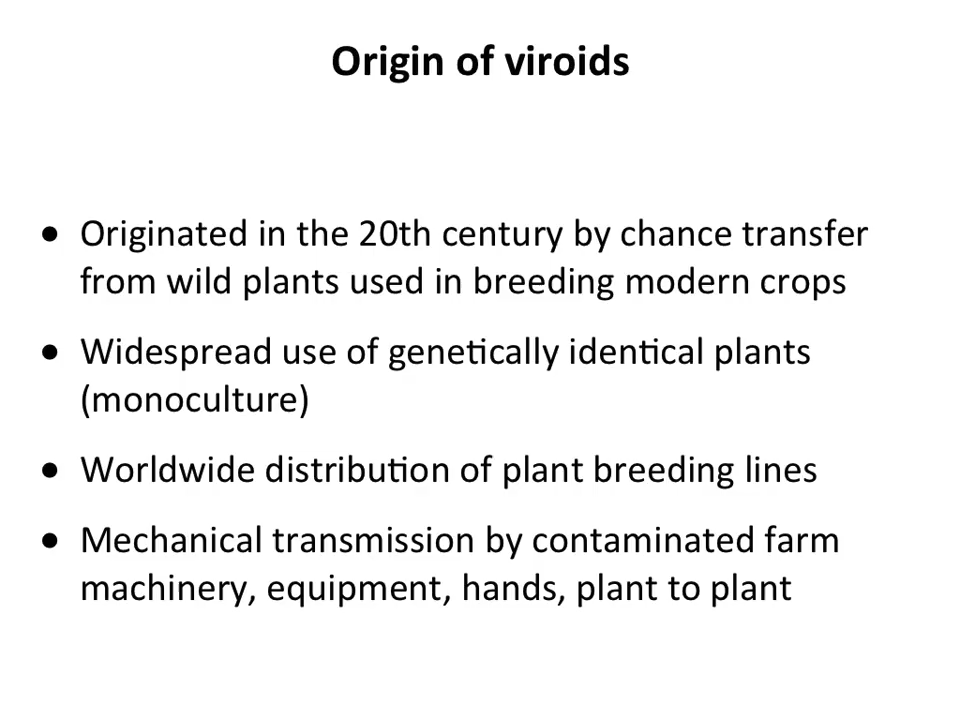 Origin of viroids
● Originated in the 20th century by chance transfer
from wild plants used in breeding modern crops
● Widespread use of genetically identical plants
(monoculture)
● Worldwide distribution of plant breeding lines
● Mechanical transmission by contaminated farm
machinery, equipment, hands, plant to plant